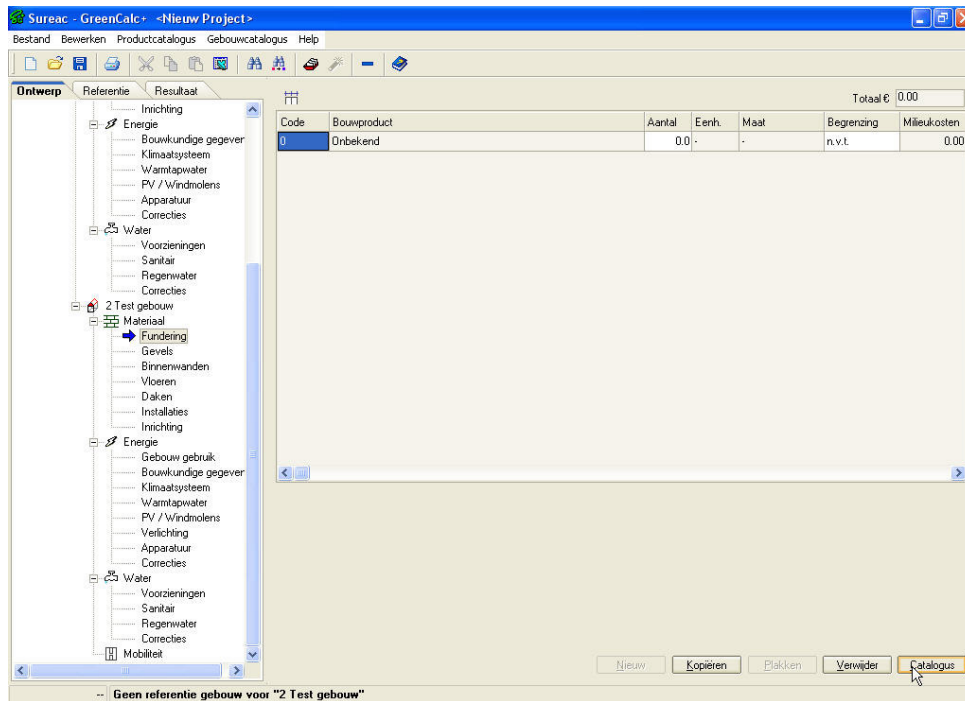 Sureac - GreenCalc+ <Nieuw Project>
Bestand Bewerken Productcatalogus Gebouwcatalogus Help
Ontwerp Referentie Resultaat
Totaal € 0.00
Code Bouwproduct Aantal Eenh. Maat Begrenzing Milieukosten
0 Onbekend 0.0 - - n.v.t. 0.00
Inrichting
Energie
Bouwkundige gegeven
Klimaatsysteem
Warmtapwater
PV / Windmolens
Apparatuur
Correcties
Water
Voorzieningen
Sanitair
Regenwater
Correcties
2 Test gebouw
Materiaal
Fundering
Gevels
Binnenwanden
Vloeren
Daken
Installaties
Inrichting
Energie
Gebouw gebruik
Bouwkundige gegeven
Klimaatsysteem
Warmtapwater
PV / Windmolens
Verlichting
Apparatuur
Correcties
Water
Voorzieningen
Sanitair
Regenwater
Correcties
Mobiliteit
Nieuw Kopiëren Plakken Verwijder Catalogus
-- Geen referentie gebouw voor "2 Test gebouw"